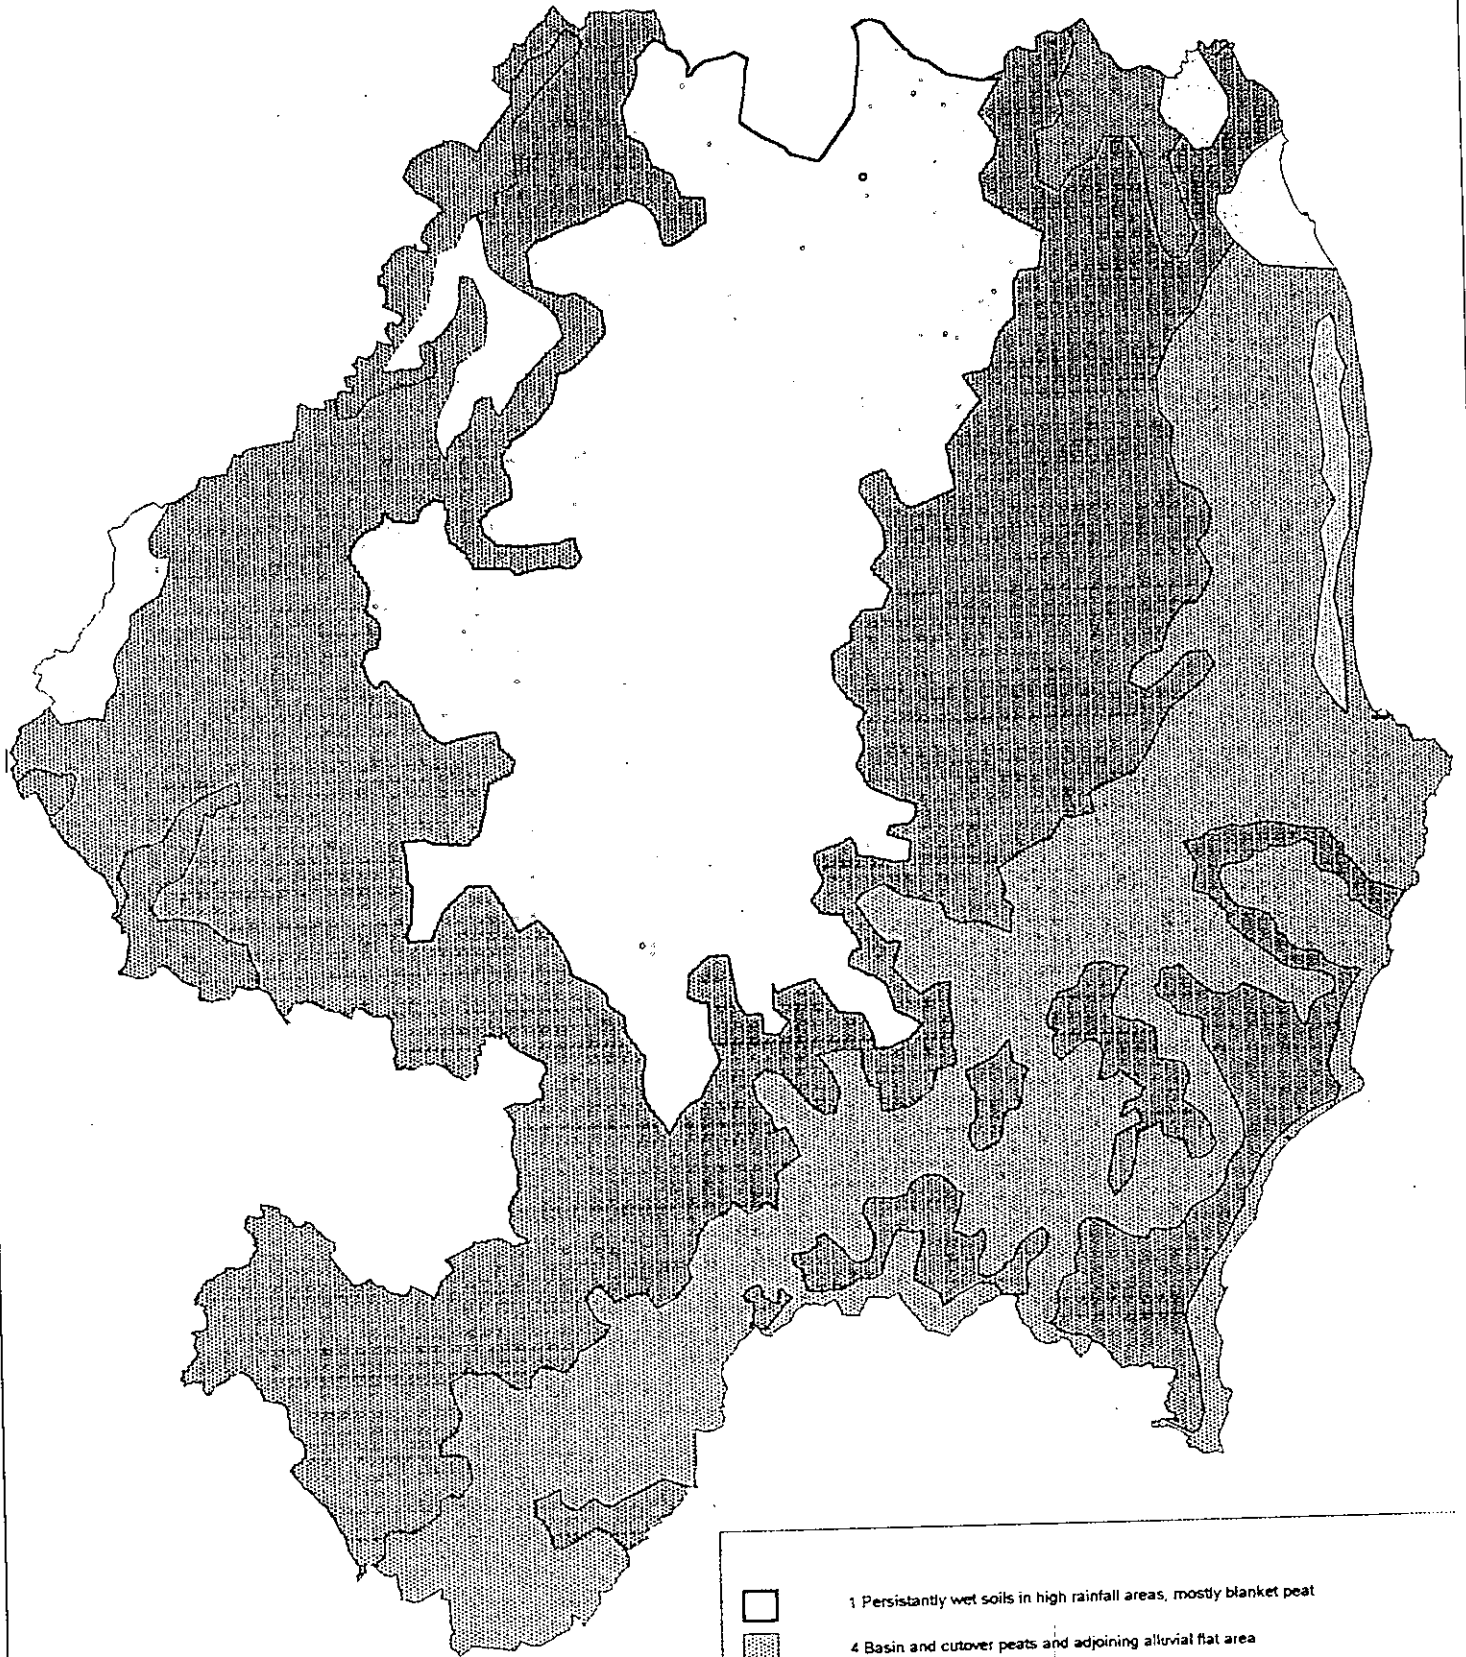 1 Persistantly wet soils in high rainfall areas, mostly blanket peat
4 Basin and cutover peats and adjoining alluvial flat area